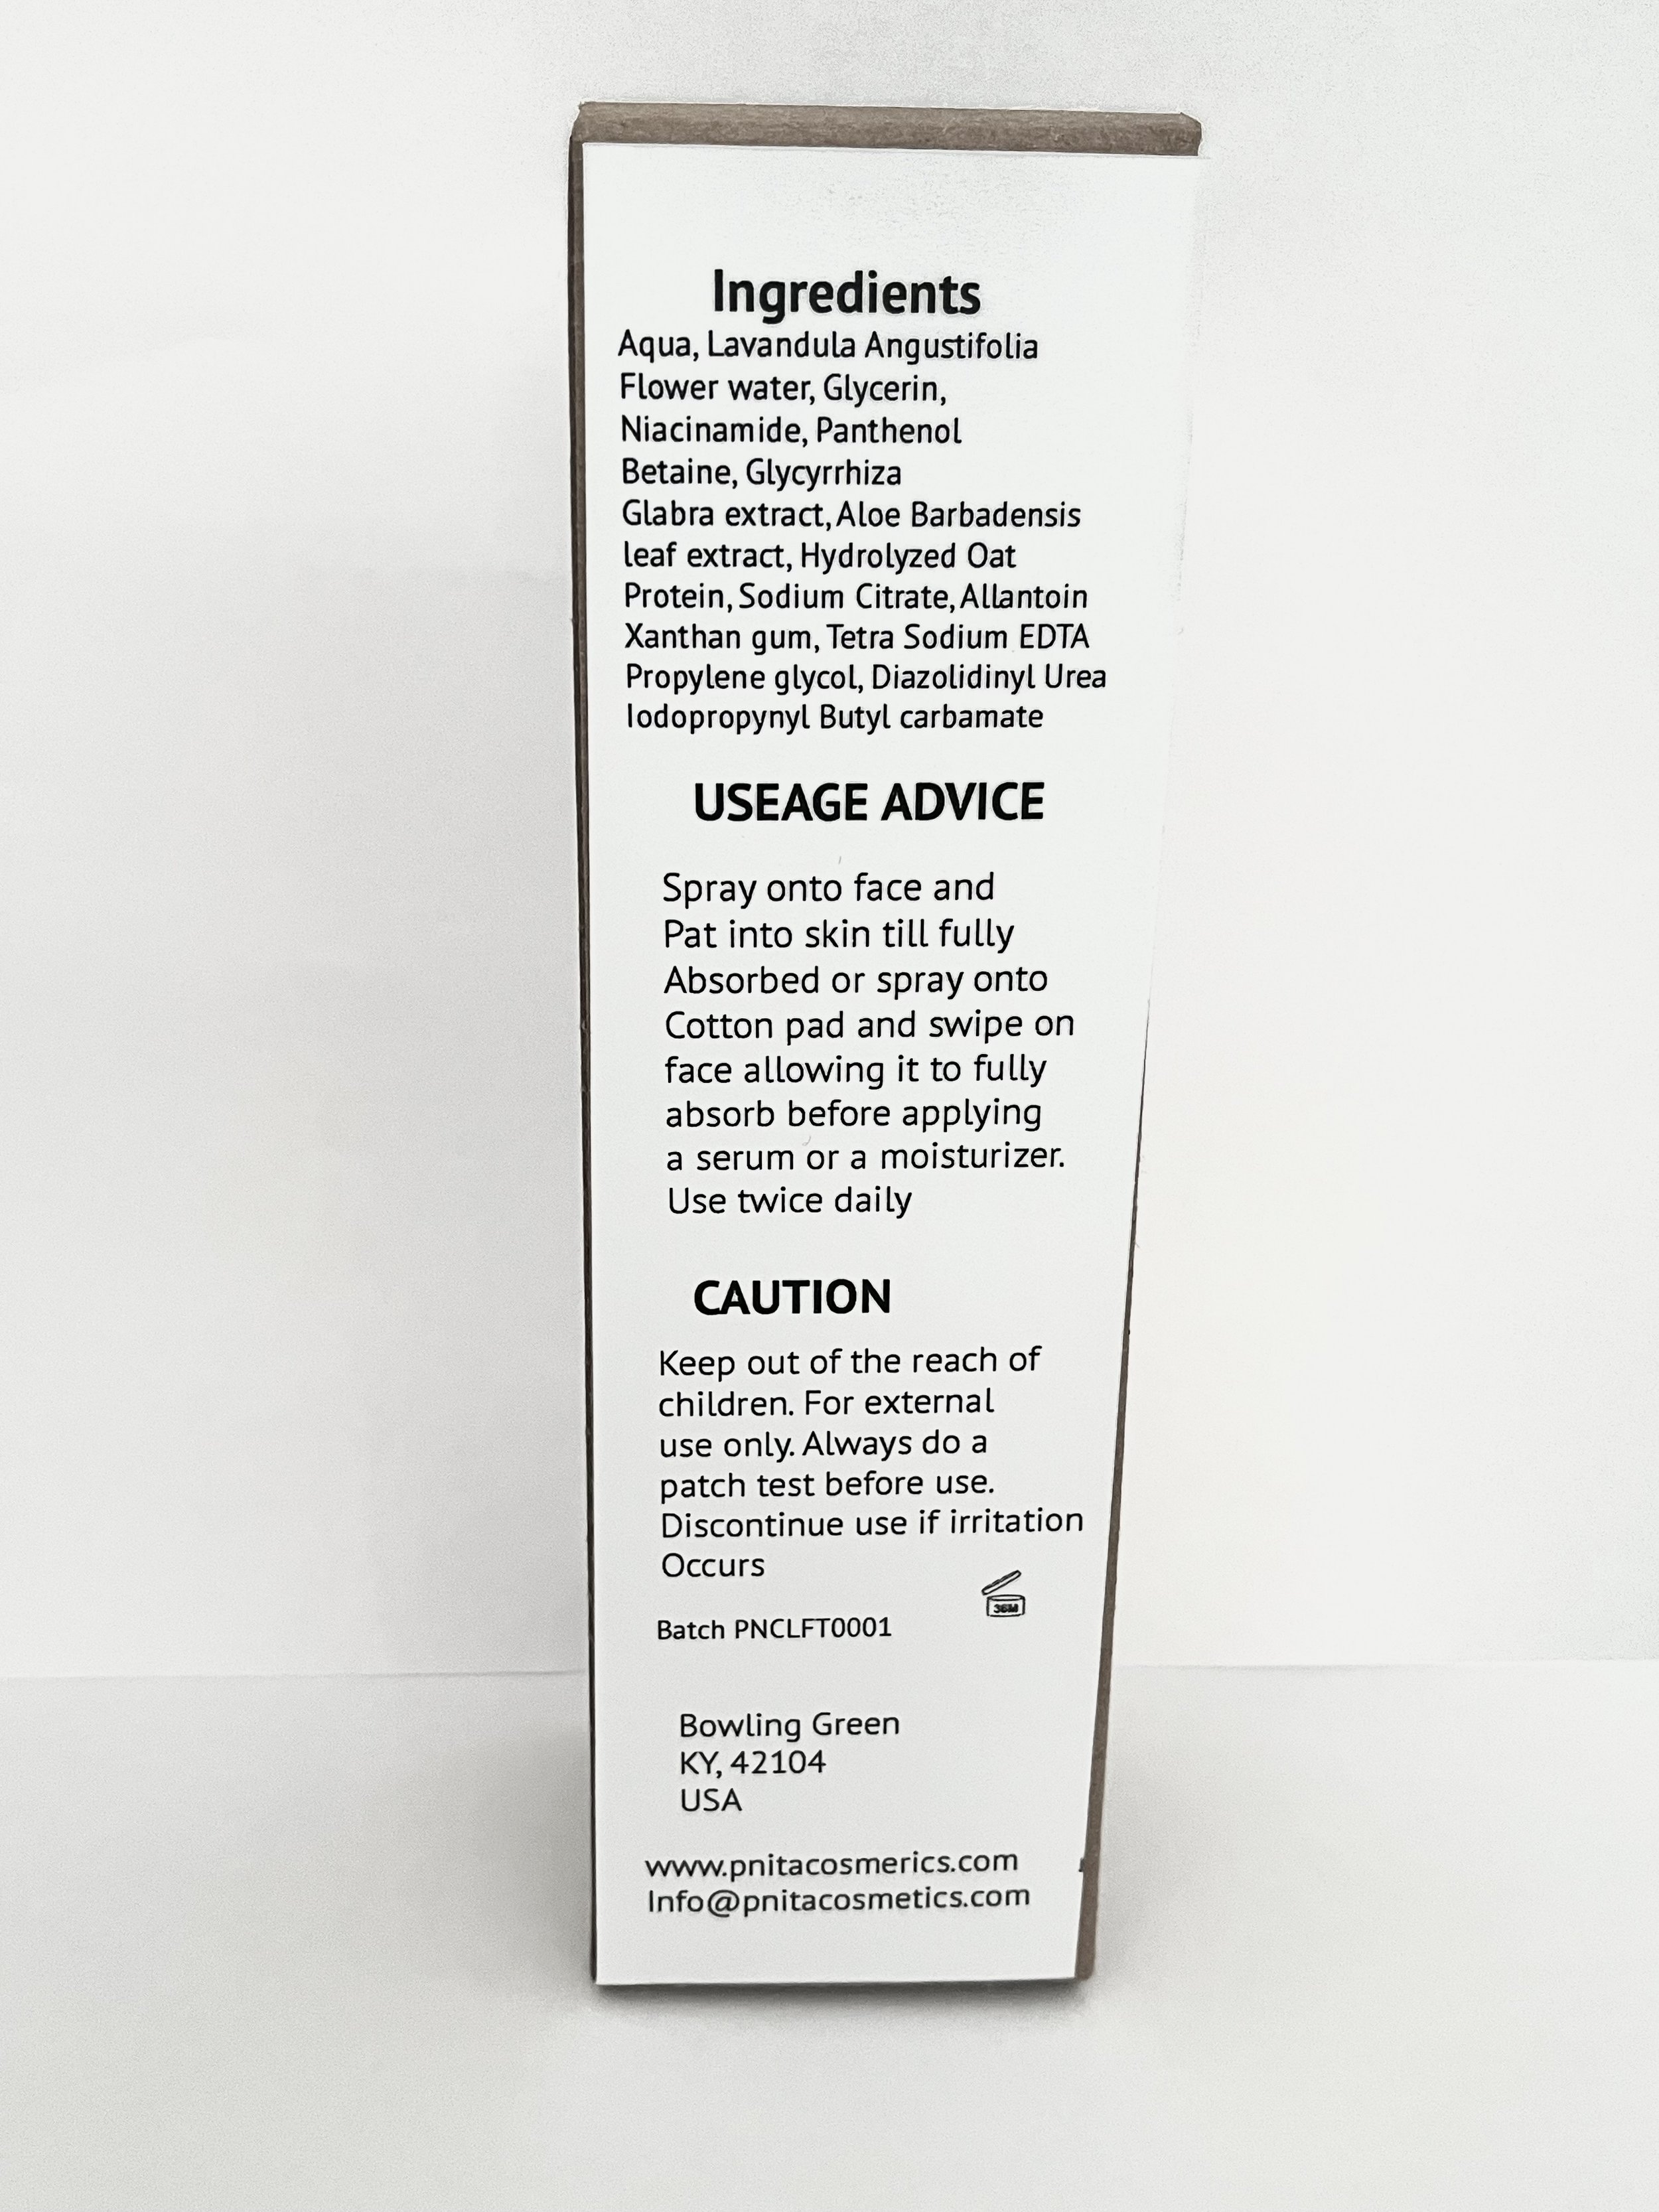 Ingredients
Aqua, Lavandula Angustifolia
Flower water, Glycerin,
Niacinamide, Panthenol
Betaine, Glycyrrhiza
Glabra extract, Aloe Barbadensis
leaf extract, Hydrolyzed Oat
Protein, Sodium Citrate, Allantoin
Xanthan gum, Tetra Sodium EDTA
Propylene glycol, Diazolidinyl Urea
Iodopropynyl Butyl carbamate
USEAGE ADVICE
Spray onto face and
Pat into skin till fully
Absorbed or spray onto
Cotton pad and swipe on
face allowing it to fully
absorb before applying
a serum or a moisturizer.
Use twice daily
CAUTION
Keep out of the reach of
children. For external
use only. Always do a
patch test before use.
Discontinue use if irritation
Occurs
36M
Batch PNCLFT0001
Bowling Green
KY, 42104
USA
www.pnitacosmerics.com
Info@pnitacosmetics.com